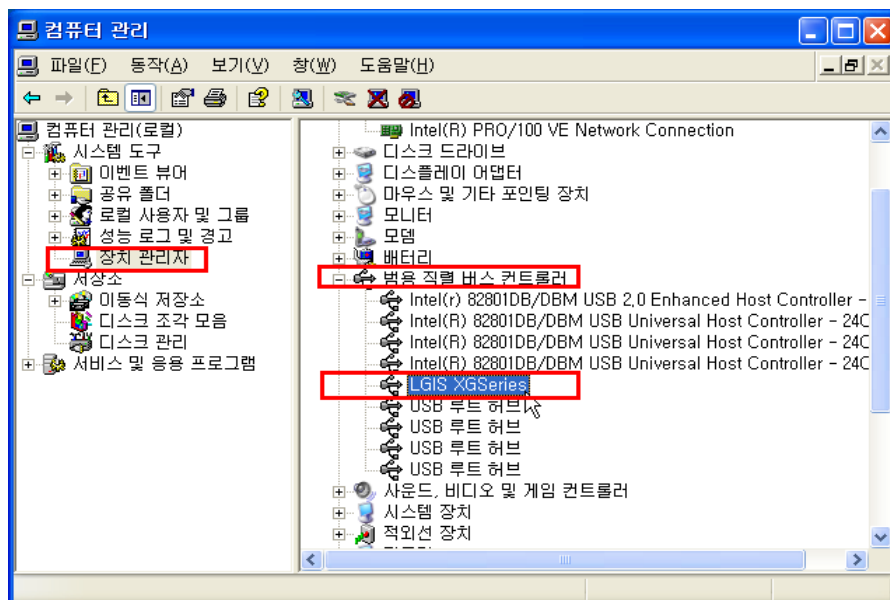 컴퓨터 관리
파일(F) 동작(A) 보기(V) 창(W) 도움말(H)
컴퓨터 관리(로컬)
시스템 도구
이벤트 뷰어
공유 폴더
로컬 사용자 및 그룹
성능 로그 및 경고
장치 관리자
저장소
이동식 저장소
디스크 조각 모음
디스크 관리
서비스 및 응용 프로그램
Intel(R) PRO/100 VE Network Connection
디스크 드라이브
디스플레이 어댑터
마우스 및 기타 포인팅 장치
모니터
모뎀
배터리
범용 직렬 버스 컨트롤러
Intel(r) 82801DB/DBM USB 2.0 Enhanced Host Controller -
Intel(R) 82801DB/DBM USB Universal Host Controller - 24C
Intel(R) 82801DB/DBM USB Universal Host Controller - 24C
Intel(R) 82801DB/DBM USB Universal Host Controller - 24C
LGIS XGSeries
USB 루트 허브
USB 루트 허브
USB 루트 허브
USB 루트 허브
사운드, 비디오 및 게임 컨트롤러
시스템 장치
적외선 장치